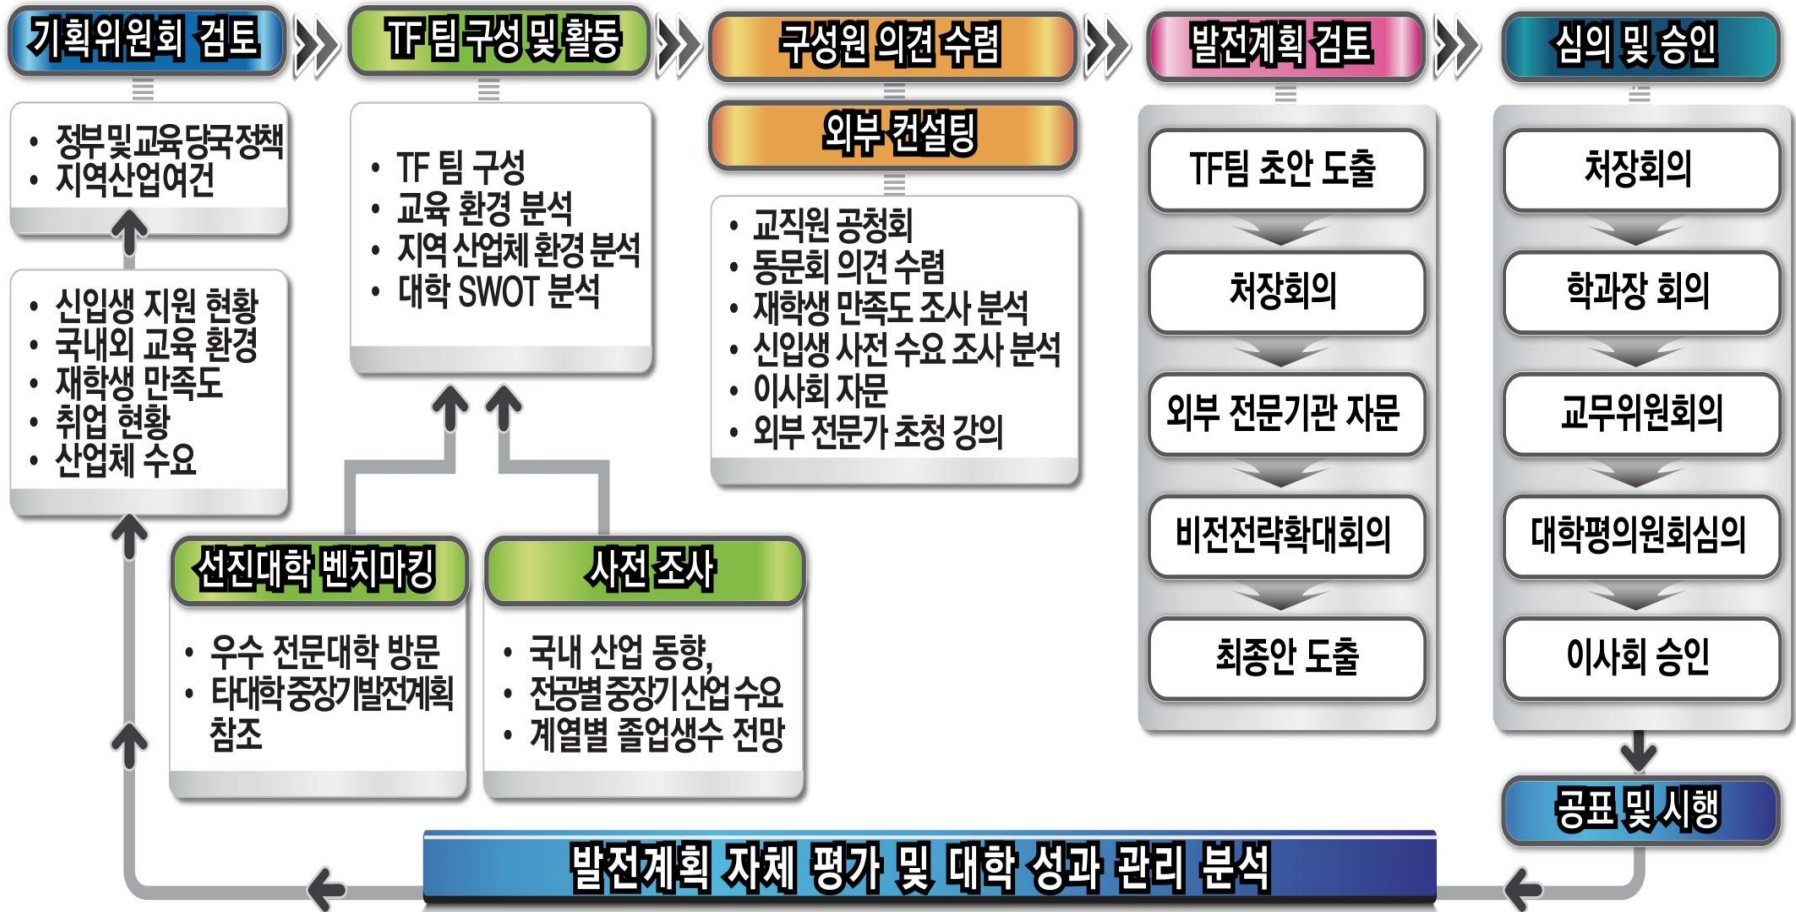 기획위원회 검토
TF 팀 구성 및 활동
구성원 의견 수렴
발전계획 검토
심의 및 승인
외부 컨설팅
• 정부 및 교육 당국 정책
• 지역산업여건
• 신입생 지원 현황
• 국내외 교육 환경
• 재학생 만족도
• 취업 현황
• 산업체 수요
• TF 팀 구성
• 교육 환경 분석
• 지역 산업체 환경 분석
• 대학 SWOT 분석
선진대학 벤치마킹
• 우수 전문대학 방문
• 타대학 중장기발전계획
참조
사전 조사
• 국내 산업 동향,
• 전공별 중장기 산업 수요
• 계열별 졸업생수 전망
• 교직원 공청회
• 동문회 의견 수렴
• 재학생 만족도 조사 분석
• 신입생 사전 수요 조사 분석
• 이사회 자문
• 외부 전문가 초청 강의
TF팀 초안 도출
처장회의
외부 전문기관 자문
비전전략확대회의
최종안 도출
처장회의
학과장 회의
교무위원회의
대학평의원회심의
이사회 승인
공표 및 시행
발전계획 자체 평가 및 대학 성과 관리 분석